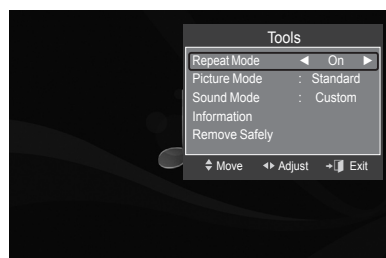 Tools
Repeat Mode ◀ On ▶
Picture Mode : Standard
Sound Mode : Custom
Information
Remove Safely
Move Adjust Exit